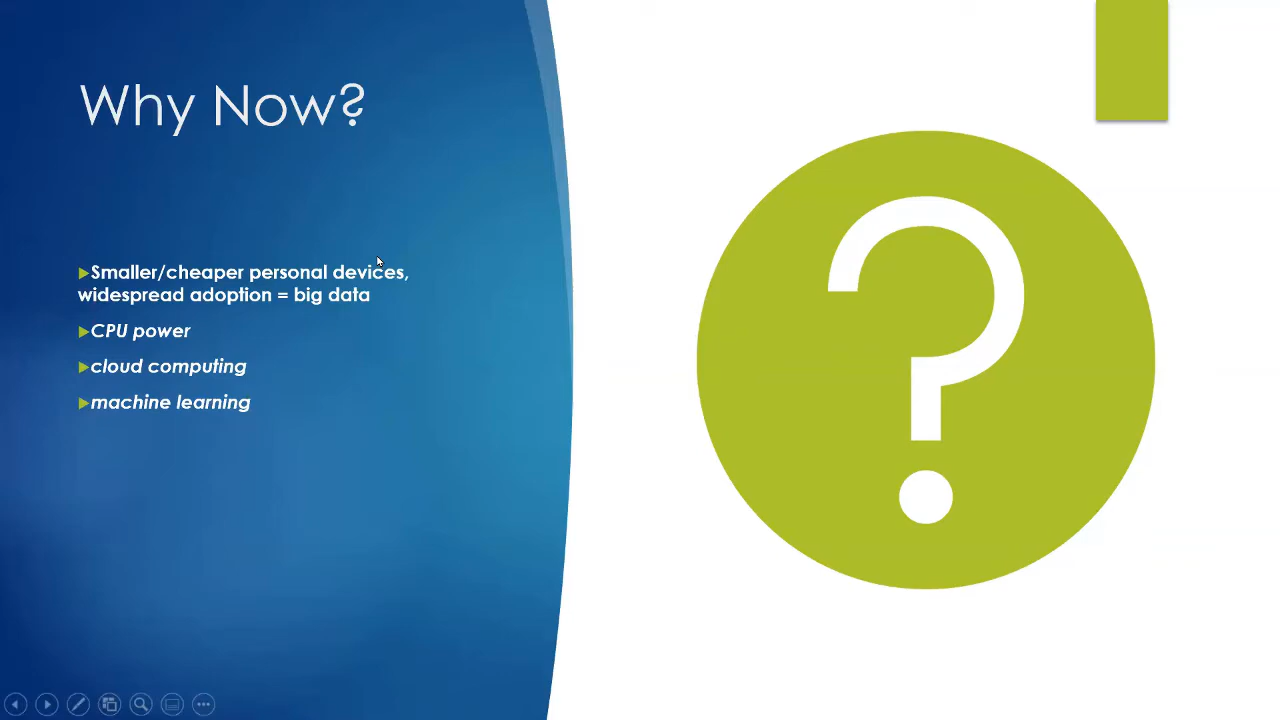 Why Now?
Smaller/cheaper personal devices,
widespread adoption = big data
CPU power
cloud computing
machine learning
?